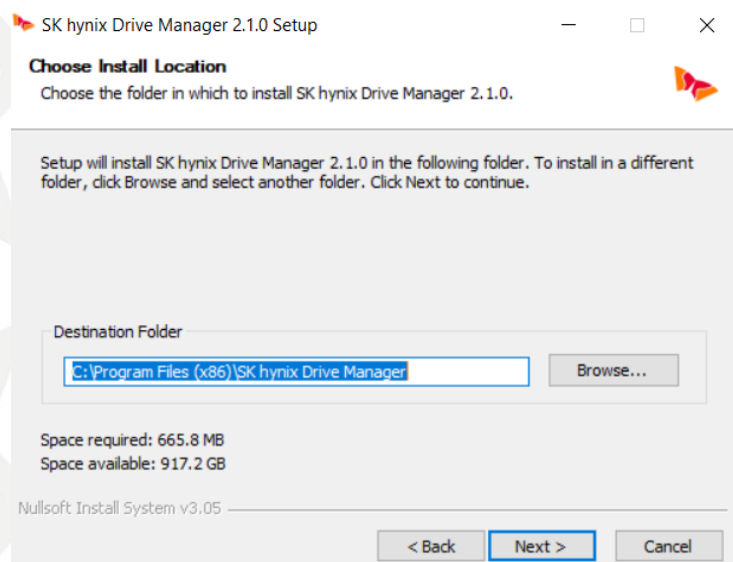 SK hynix Drive Manager 2.1.0 Setup
Choose Install Location
Choose the folder in which to install SK hynix Drive Manager 2.1.0.
Setup will install SK hynix Drive Manager 2.1.0 in the following folder. To install in a different
folder, click Browse and select another folder. Click Next to continue.
Destination Folder
C:\Program Files (x86)\SK hynix Drive Manager
Browse...
Space required: 665.8 MB
Space available: 917.2 GB
Nullsoft Install System v3.05
< Back
Next >
Cancel